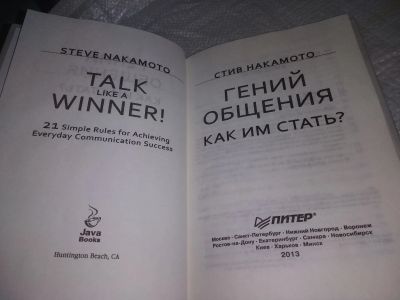 STEVE NAKAMOTO
TALK
LIKE A
WINNER!
21 Simple Rules for Achieving
Everyday Communication Success
Java
Books
Huntington Beach, CA
СТИВ НАКАМОТО
ГЕНИЙ
ОБЩЕНИЯ
КАК ИМ СТАТЬ?
ПИТЕР®
Москва · Санкт-Петербург · Нижний Новгород · Воронеж
Ростов-на-Дону · Екатеринбург · Самара · Новосибирск
Киев · Харьков · Минск
2013